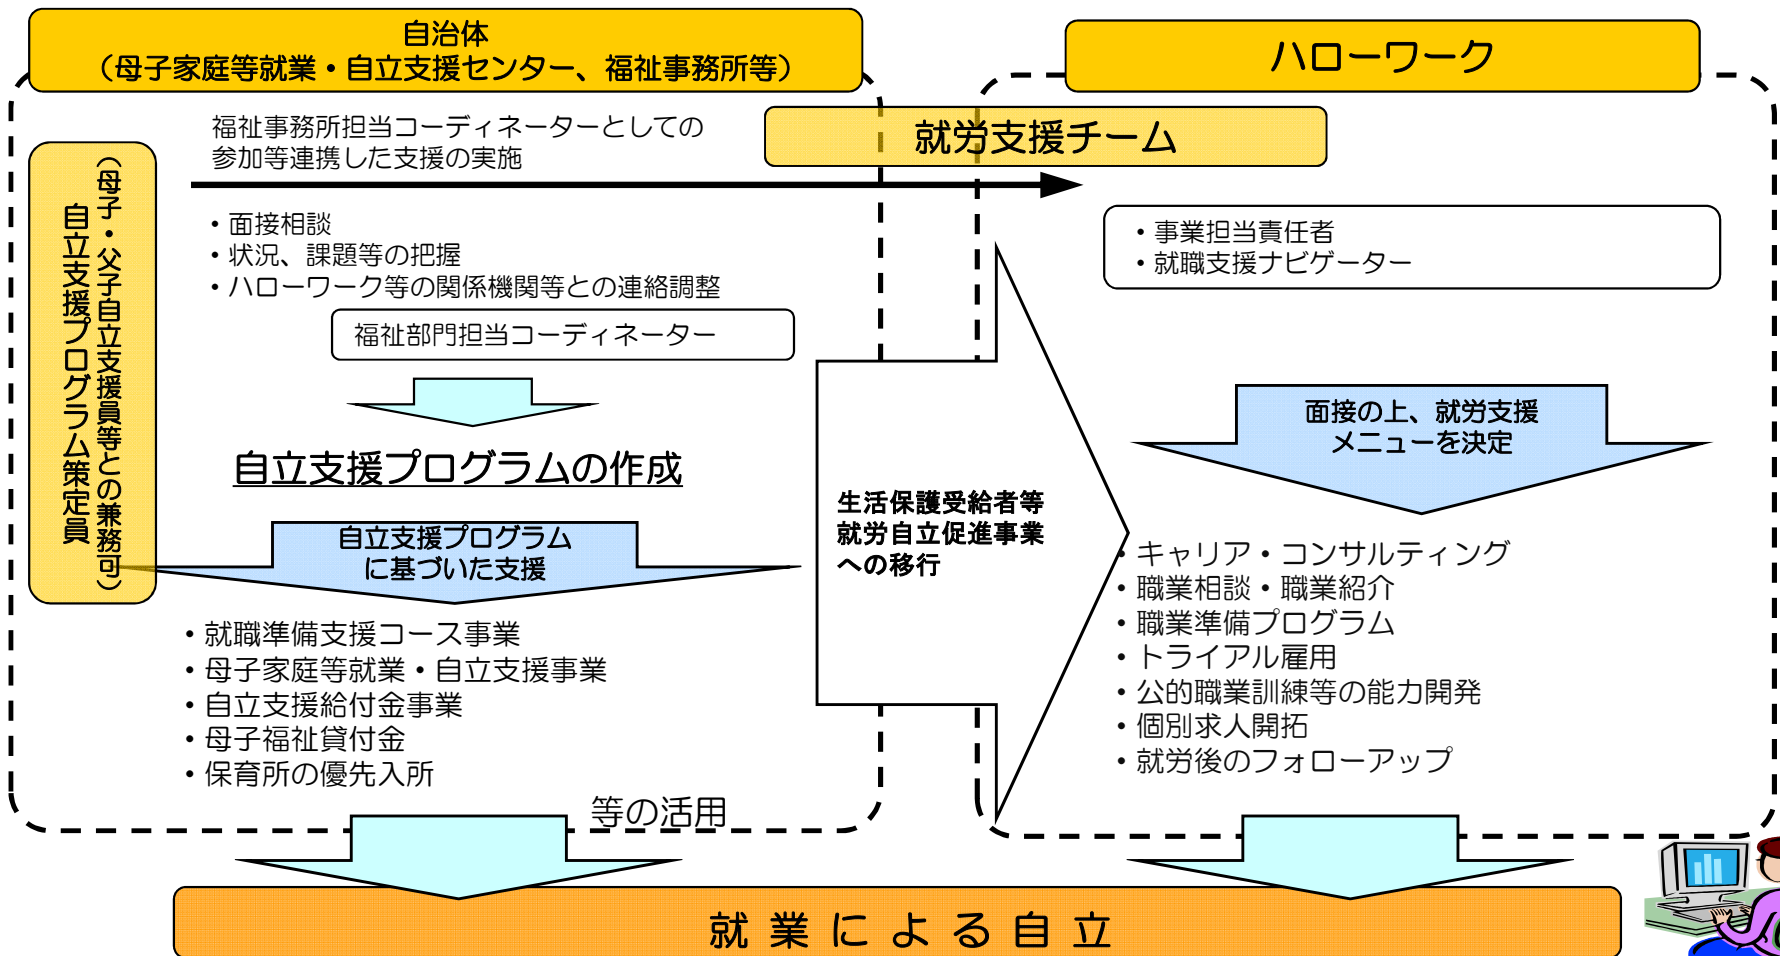 自治体
（母子家庭等就業・自立支援センター、福祉事務所等）
ハローワーク
就労支援チーム
福祉事務所担当コーディネーターとしての
参加等連携した支援の実施
（母子・父子自立支援員等との兼務可）
自立支援プログラム策定員
・面接相談
・状況、課題等の把握
・ハローワーク等の関係機関等との連絡調整
福祉部門担当コーディネーター
自立支援プログラムの作成
自立支援プログラム
に基づいた支援
・就職準備支援コース事業
・母子家庭等就業・自立支援事業
・自立支援給付金事業
・母子福祉貸付金
・保育所の優先入所
等の活用
生活保護受給者等
就労自立促進事業
への移行
・事業担当責任者
・就職支援ナビゲーター
面接の上、就労支援
メニューを決定
・キャリア・コンサルティング
・職業相談・職業紹介
・職業準備プログラム
・トライアル雇用
・公的職業訓練等の能力開発
・個別求人開拓
・就労後のフォローアップ
就業による自立